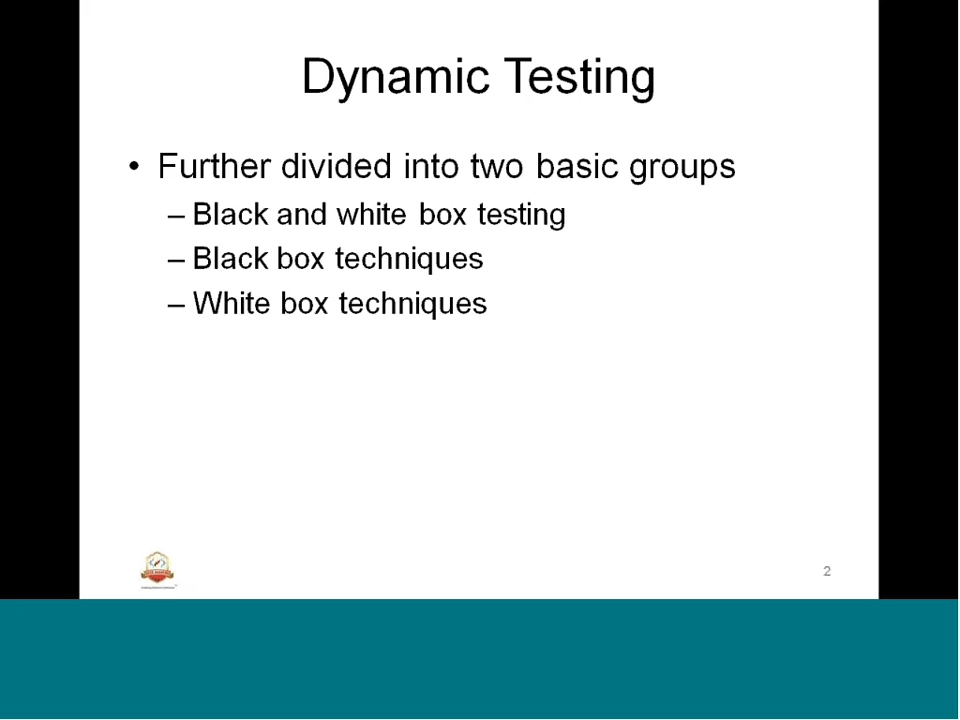 Dynamic Testing
• Further divided into two basic groups
– Black and white box testing
– Black box techniques
– White box techniques
2